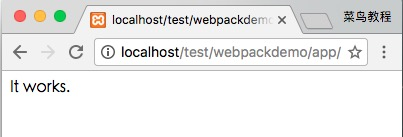 localhost/test/webpackdemo
菜鸟教程
localhost/test/webpackdemo/app/
It works.